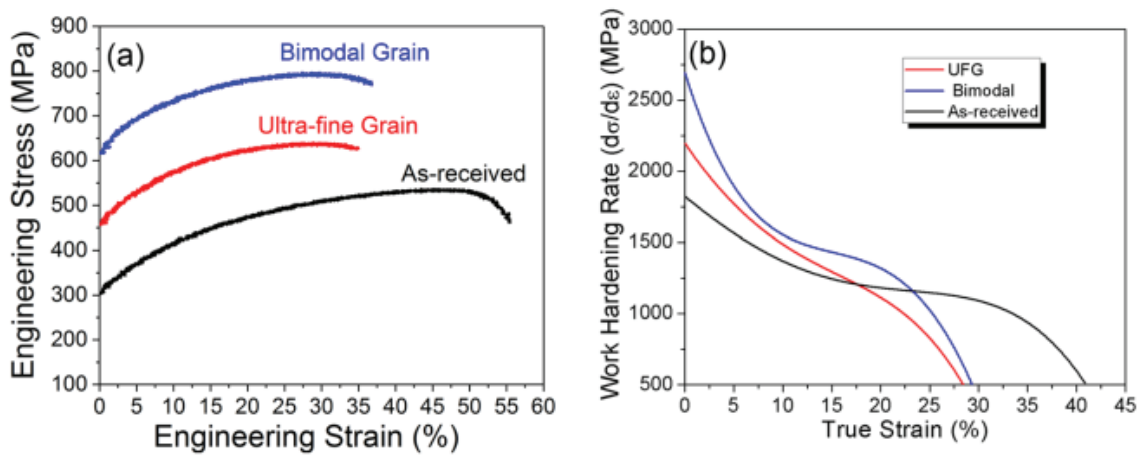 (a)
Bimodal Grain
Ultra-fine Grain
As-received
Engineering Stress (MPa)
900
800
700
600
500
400
300
200
100
0 5 10 15 20 25 30 35 40 45 50 55 60
Engineering Strain (%)
(b)
UFG
Bimodal
As-received
Work Hardening Rate (dσ/dε) (MPa)
3000
2500
2000
1500
1000
500
0 5 10 15 20 25 30 35 40 45
True Strain (%)